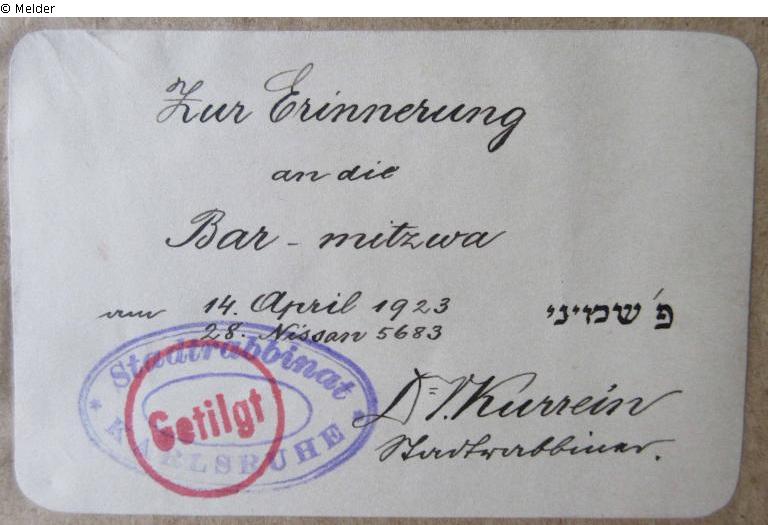 © Melder
Zur Erinnerung
an die
Bar-mitzwa
am 14. April 1923
28. Nissan 5683
פ׳ שמיני
Stadtrabbinat
KARLSRUHE
Getilgt
Dr. V. Kurrein
Stadtrabbiner.